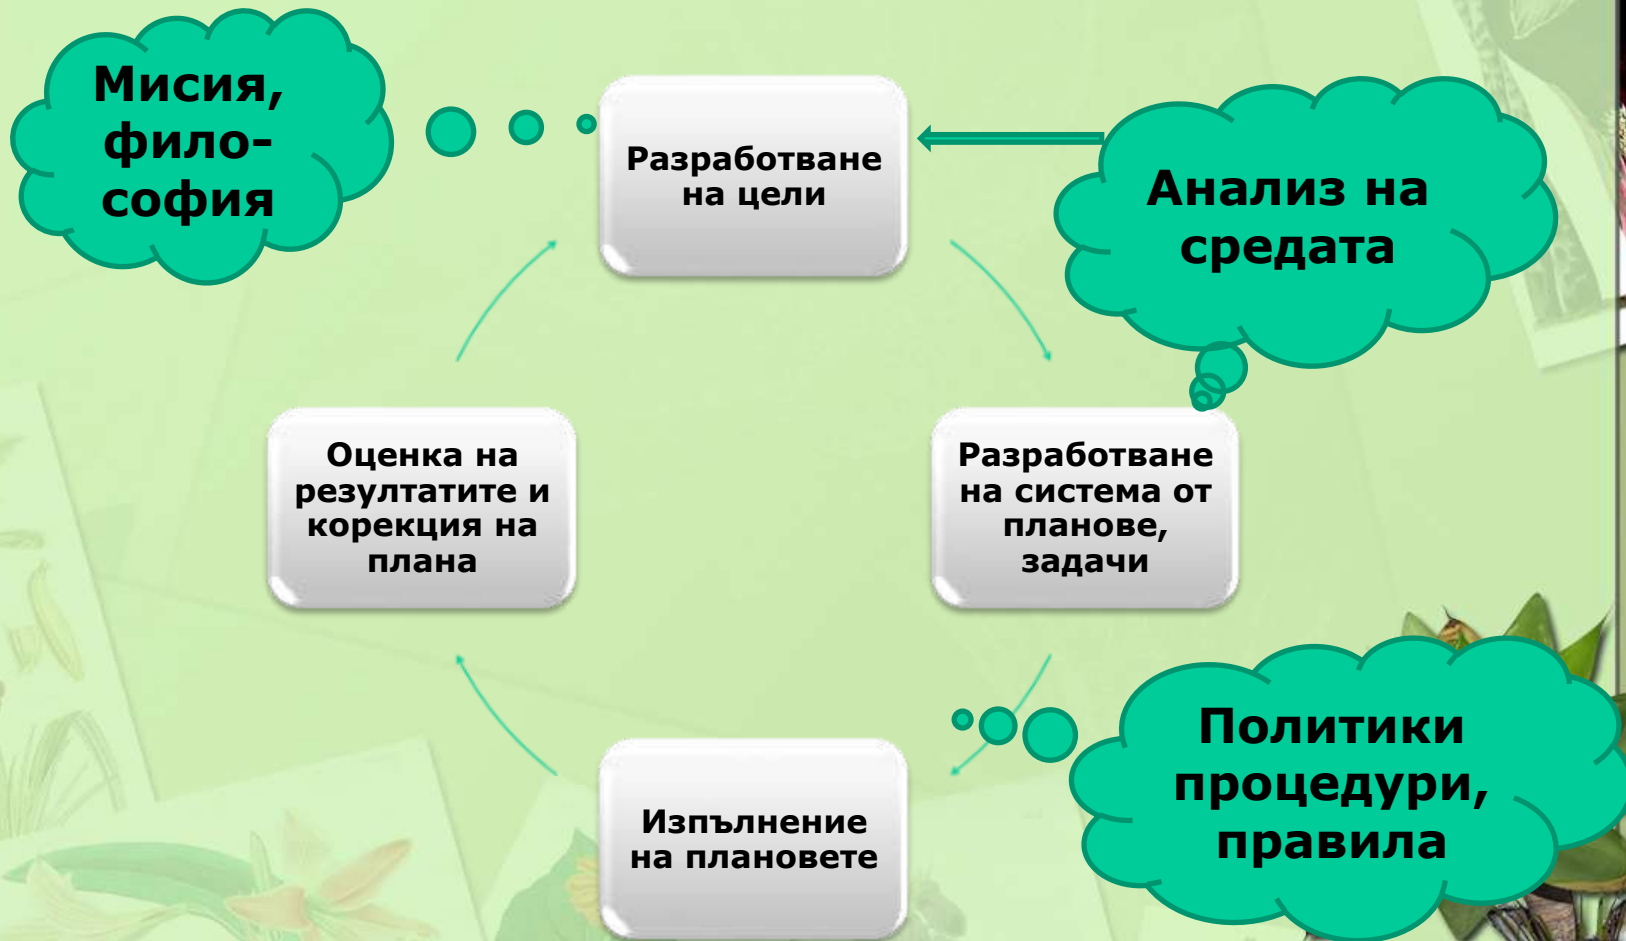 Мисия,
фило-
софия
Разработване
на цели
Анализ на
средата
Оценка на
резултатите и
корекция на
плана
Разработване
на система от
планове,
задачи
Политики
процедури,
правила
Изпълнение
на плановете